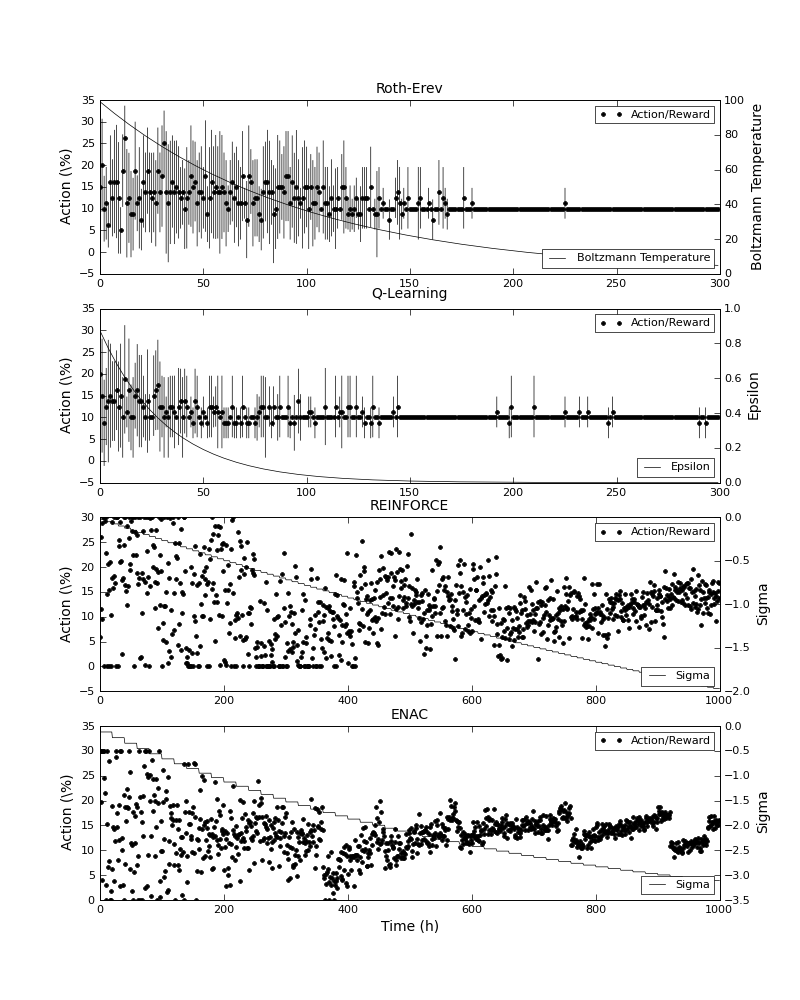 Roth-Erev
35 30 25 20 15 10 5 0 −5
Action (\%)
Action/Reward
Boltzmann Temperature
100 80 60 40 20 0
Boltzmann Temperature
0 50 100 150 200 250 300
Q-Learning
35 30 25 20 15 10 5 0 −5
Action (\%)
Action/Reward
Epsilon
1.0 0.8 0.6 0.4 0.2 0.0
Epsilon
0 50 100 150 200 250 300
REINFORCE
30 25 20 15 10 5 0 −5
Action (\%)
Action/Reward
Sigma
0.0 −0.5 −1.0 −1.5 −2.0
Sigma
0 200 400 600 800 1000
ENAC
35 30 25 20 15 10 5 0
Action (\%)
Action/Reward
Sigma
0.0 −0.5 −1.0 −1.5 −2.0 −2.5 −3.0 −3.5
Sigma
0 200 400 600 800 1000
Time (h)